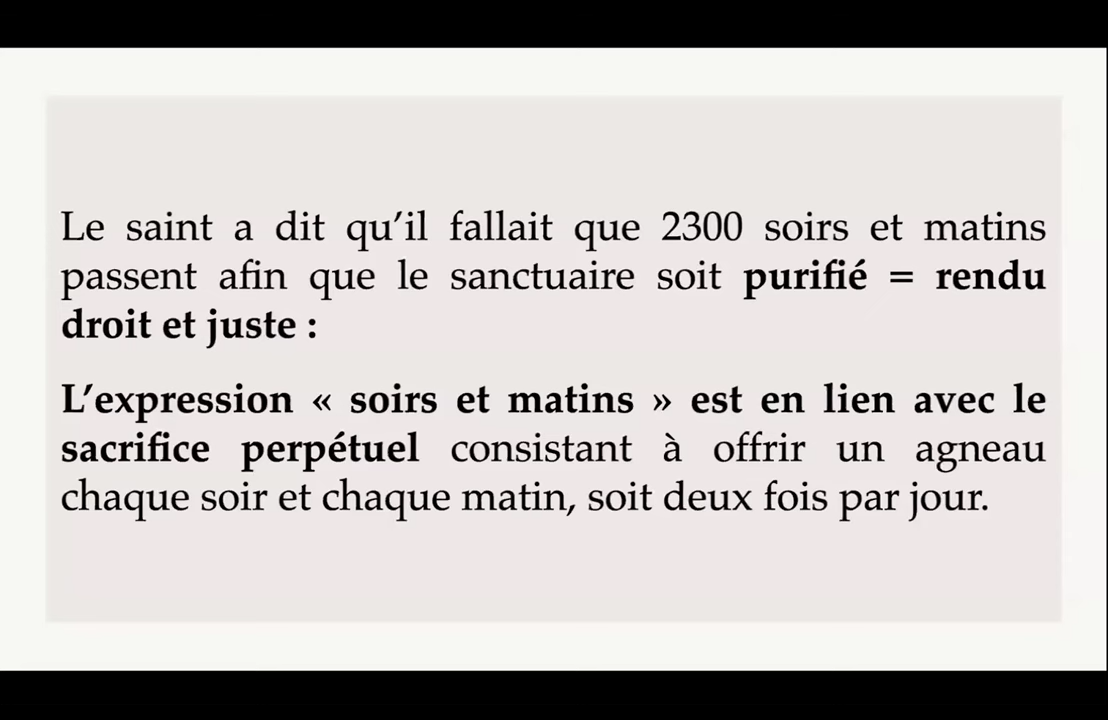 Le saint a dit qu’il fallait que 2300 soirs et matins
passent afin que le sanctuaire soit purifié = rendu
droit et juste :
L’expression « soirs et matins » est en lien avec le
sacrifice perpétuel consistant à offrir un agneau
chaque soir et chaque matin, soit deux fois par jour.